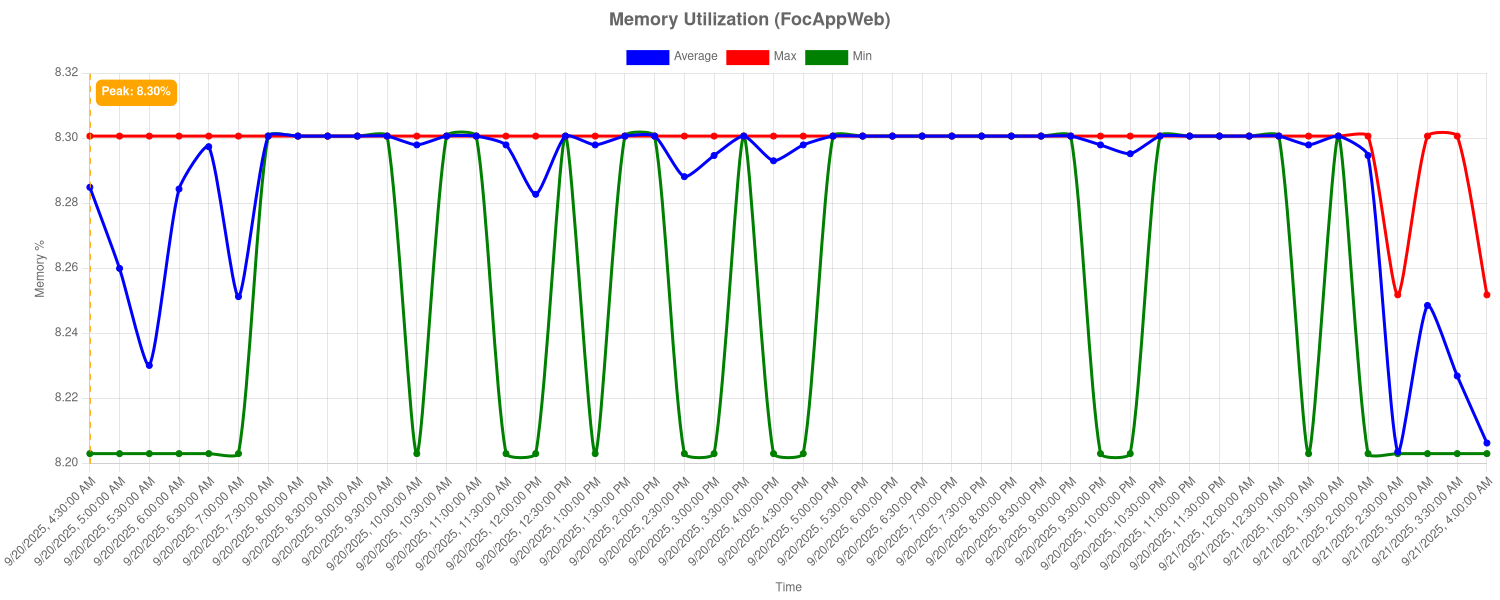 Memory Utilization (FocAppWeb)
Average Max Min
8.32
Peak: 8.30%
8.30
8.28
8.26
8.24
8.22
8.20
Memory %
9/20/2025, 4:30:00 AM
9/20/2025, 5:00:00 AM
9/20/2025, 5:30:00 AM
9/20/2025, 6:00:00 AM
9/20/2025, 6:30:00 AM
9/20/2025, 7:00:00 AM
9/20/2025, 7:30:00 AM
9/20/2025, 8:00:00 AM
9/20/2025, 8:30:00 AM
9/20/2025, 9:00:00 AM
9/20/2025, 9:30:00 AM
9/20/2025, 10:00:00 AM
9/20/2025, 10:30:00 AM
9/20/2025, 11:00:00 AM
9/20/2025, 11:30:00 AM
9/20/2025, 12:00:00 PM
9/20/2025, 12:30:00 PM
9/20/2025, 1:00:00 PM
9/20/2025, 1:30:00 PM
9/20/2025, 2:00:00 PM
9/20/2025, 2:30:00 PM
9/20/2025, 3:00:00 PM
9/20/2025, 3:30:00 PM
9/20/2025, 4:00:00 PM
9/20/2025, 4:30:00 PM
9/20/2025, 5:00:00 PM
9/20/2025, 5:30:00 PM
9/20/2025, 6:00:00 PM
9/20/2025, 6:30:00 PM
9/20/2025, 7:00:00 PM
9/20/2025, 7:30:00 PM
9/20/2025, 8:00:00 PM
9/20/2025, 8:30:00 PM
9/20/2025, 9:00:00 PM
9/20/2025, 9:30:00 PM
9/20/2025, 10:00:00 PM
9/20/2025, 10:30:00 PM
9/20/2025, 11:00:00 PM
9/20/2025, 11:30:00 PM
9/21/2025, 12:00:00 AM
9/21/2025, 12:30:00 AM
9/21/2025, 1:00:00 AM
9/21/2025, 1:30:00 AM
9/21/2025, 2:00:00 AM
9/21/2025, 2:30:00 AM
9/21/2025, 3:00:00 AM
9/21/2025, 3:30:00 AM
9/21/2025, 4:00:00 AM
Time